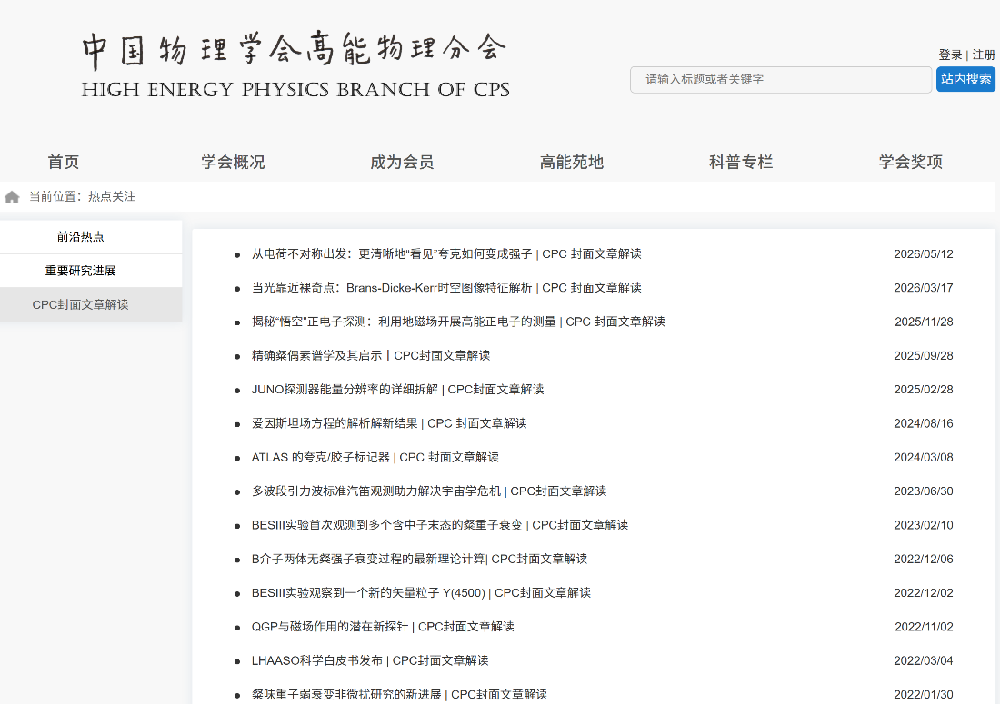 中国物理学会高能物理分会
HIGH ENERGY PHYSICS BRANCH OF CPS
登录 | 注册
请输入标题或者关键字 站内搜索
首页 学会概况 成为会员 高能苑地 科普专栏 学会奖项
当前位置：热点关注
前沿热点
重要研究进展
CPC封面文章解读
从电荷不对称出发：更清晰地“看见”夸克如何变成强子 | CPC 封面文章解读 2026/05/12
当光靠近裸奇点：Brans-Dicke-Kerr时空图像特征解析 | CPC 封面文章解读 2026/03/17
揭秘“悟空”正电子探测：利用地磁场开展高能正电子的测量 | CPC 封面文章解读 2025/11/28
精确粲偶素谱学及其启示丨CPC封面文章解读 2025/09/28
JUNO探测器能量分辨率的详细拆解 | CPC封面文章解读 2025/02/28
爱因斯坦场方程的解析解新结果 | CPC 封面文章解读 2024/08/16
ATLAS 的夸克/胶子标记器 | CPC 封面文章解读 2024/03/08
多波段引力波标准汽笛观测助力解决宇宙学危机 | CPC封面文章解读 2023/06/30
BESIII实验首次观测到多个含中子末态的粲重子衰变 | CPC封面文章解读 2023/02/10
B介子两体无粲强子衰变过程的最新理论计算| CPC封面文章解读 2022/12/06
BESIII实验观察到一个新的矢量粒子 Y(4500) | CPC封面文章解读 2022/12/02
QGP与磁场作用的潜在新探针 | CPC封面文章解读 2022/11/02
LHAASO科学白皮书发布 | CPC封面文章解读 2022/03/04
粲味重子弱衰变非微扰研究的新进展 | CPC封面文章解读 2022/01/30